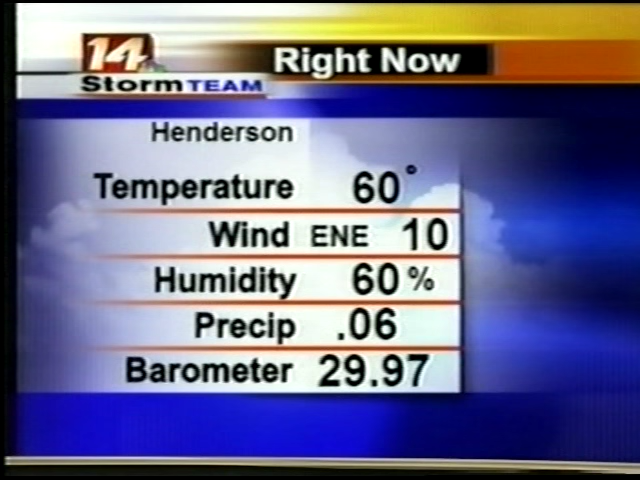 14
Right Now
StormTEAM
Henderson
Temperature 60°
Wind ENE 10
Humidity 60%
Precip .06
Barometer 29.97